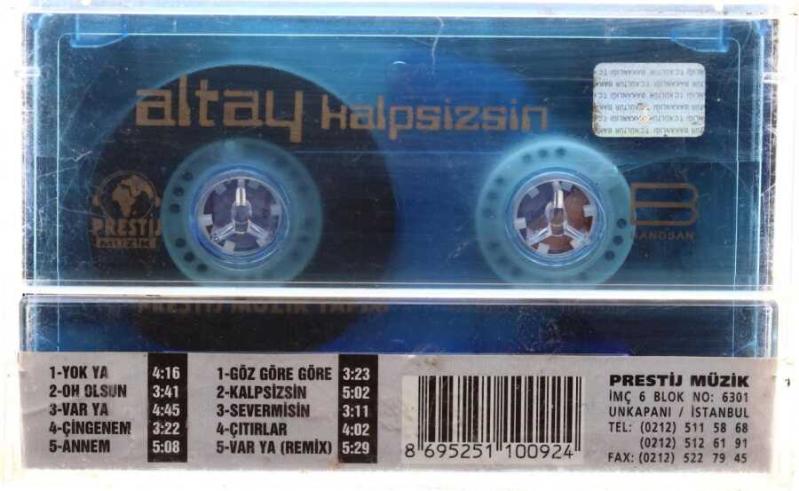 altay kalpsizsin
PRESTİJ
MÜZİK
B
BANDSAN
PRESTİJ MÜZİK YAPIM
1-YOK YA 4:16
2-OH OLSUN 3:41
3-VAR YA 4:45
4-ÇİNGENEM 3:22
5-ANNEM 5:08
1-GÖZ GÖRE GÖRE 3:23
2-KALPSİZSİN 5:02
3-SEVERMİSİN 3:11
4-ÇITIRLAR 4:02
5-VAR YA (REMIX) 5:29
8 695251 100924
PRESTİJ MÜZİK
İMÇ 6 BLOK NO: 6301
UNKAPANI / İSTANBUL
TEL: (0212) 511 58 68
(0212) 512 61 91
FAX: (0212) 522 79 45